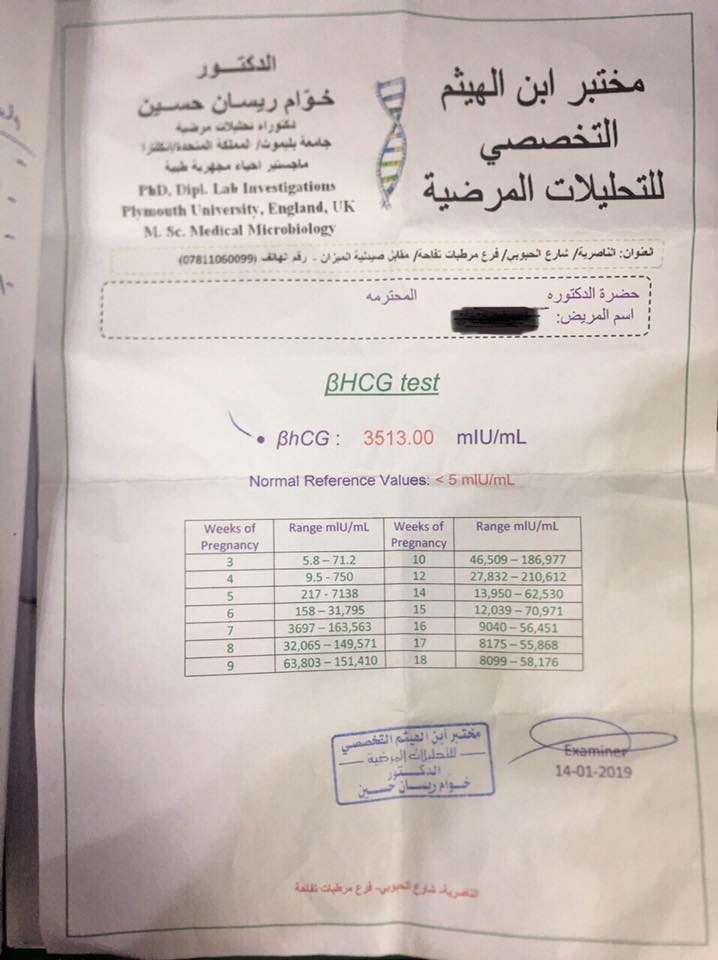 مختبر ابن الهيثم
التخصصي
للتحليلات المرضية
الدكتور
خوّام ريسان حسين
دكتوراه تحليلات مرضية
جامعة بليموث/ المملكة المتحدة/انكلترا
ماجستير احياء مجهرية طبية
PhD, Dipl. Lab Investigations
Plymouth University, England, UK
M. Sc. Medical Microbiology
العنوان: الناصرية/ شارع الحبوبي/ فرع مرطبات تفاحة/ مقابل صيدلية الميزان - رقم الهاتف (07811060099)
حضرة الدكتوره المحترمه
اسم المريض:
βHCG test
• βhCG : 3513.00 mIU/mL
Normal Reference Values: < 5 mIU/mL
Weeks of Pregnancy Range mIU/mL Weeks of Pregnancy Range mIU/mL
3 5.8 – 71.2 10 46,509 – 186,977
4 9.5 - 750 12 27,832 – 210,612
5 217 - 7138 14 13,950 – 62,530
6 158 – 31,795 15 12,039 – 70,971
7 3697 – 163,563 16 9040 – 56,451
8 32,065 – 149,571 17 8175 – 55,868
9 63,803 – 151,410 18 8099 – 58,176
مختبر ابن الهيثم التخصصي
للتحليلات المرضية
الدكتور
خوام ريسان حسين
Examiner
14-01-2019
الناصرية- شارع الحبوبي- فرع مرطبات تفاحة